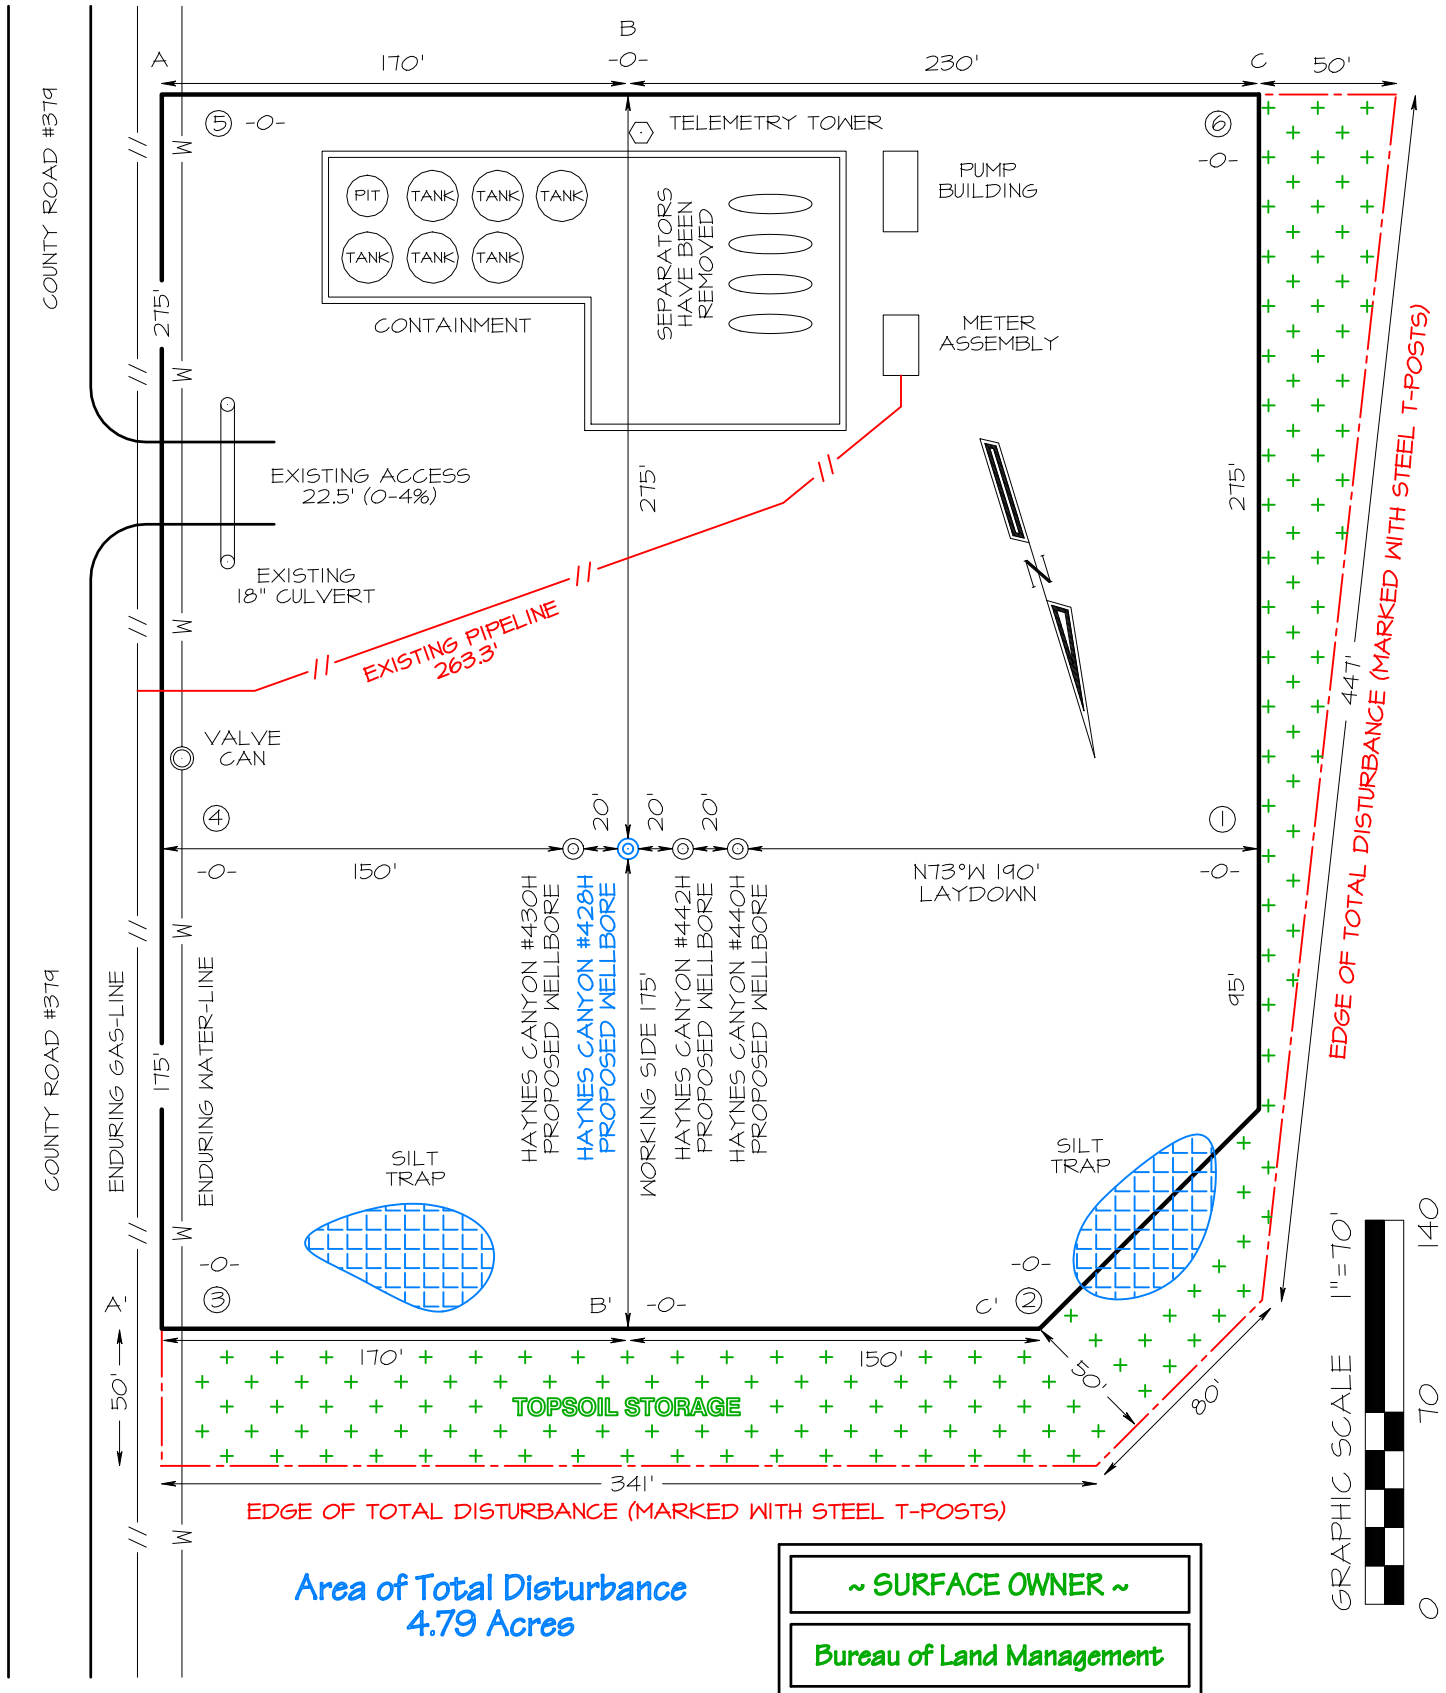 B
A
170'
-0-
230'
C
50'
COUNTY ROAD #379
5 -0-
TELEMETRY TOWER
6
-0-
M
PIT
TANK
TANK
TANK
TANK
TANK
TANK
SEPARATORS
HAVE BEEN
REMOVED
PUMP
BUILDING
CONTAINMENT
METER
ASSEMBLY
275'
M
EXISTING ACCESS
22.5' (0-4%)
275'
275'
EXISTING
18" CULVERT
M
N
EXISTING PIPELINE
263.3'
EDGE OF TOTAL DISTURBANCE (MARKED WITH STEEL T-POSTS)
447'
VALVE
CAN
4
20'
20'
20'
1
-0-
150'
N73°W 190'
LAYDOWN
-0-
HAYNES CANYON #430H
PROPOSED WELLBORE
HAYNES CANYON #428H
PROPOSED WELLBORE
WORKING SIDE 175'
HAYNES CANYON #442H
PROPOSED WELLBORE
HAYNES CANYON #440H
PROPOSED WELLBORE
95'
M
COUNTY ROAD #379
ENDURING GAS-LINE
175'
ENDURING WATER-LINE
SILT
TRAP
SILT
TRAP
M
-0-
3
-0-
2
A'
B'
-0-
C'
50'
170'
150'
50'
80'
TOPSOIL STORAGE
341'
EDGE OF TOTAL DISTURBANCE (MARKED WITH STEEL T-POSTS)
M
GRAPHIC SCALE 1"=70'
0
70
140
Area of Total Disturbance
4.79 Acres
~ SURFACE OWNER ~
Bureau of Land Management